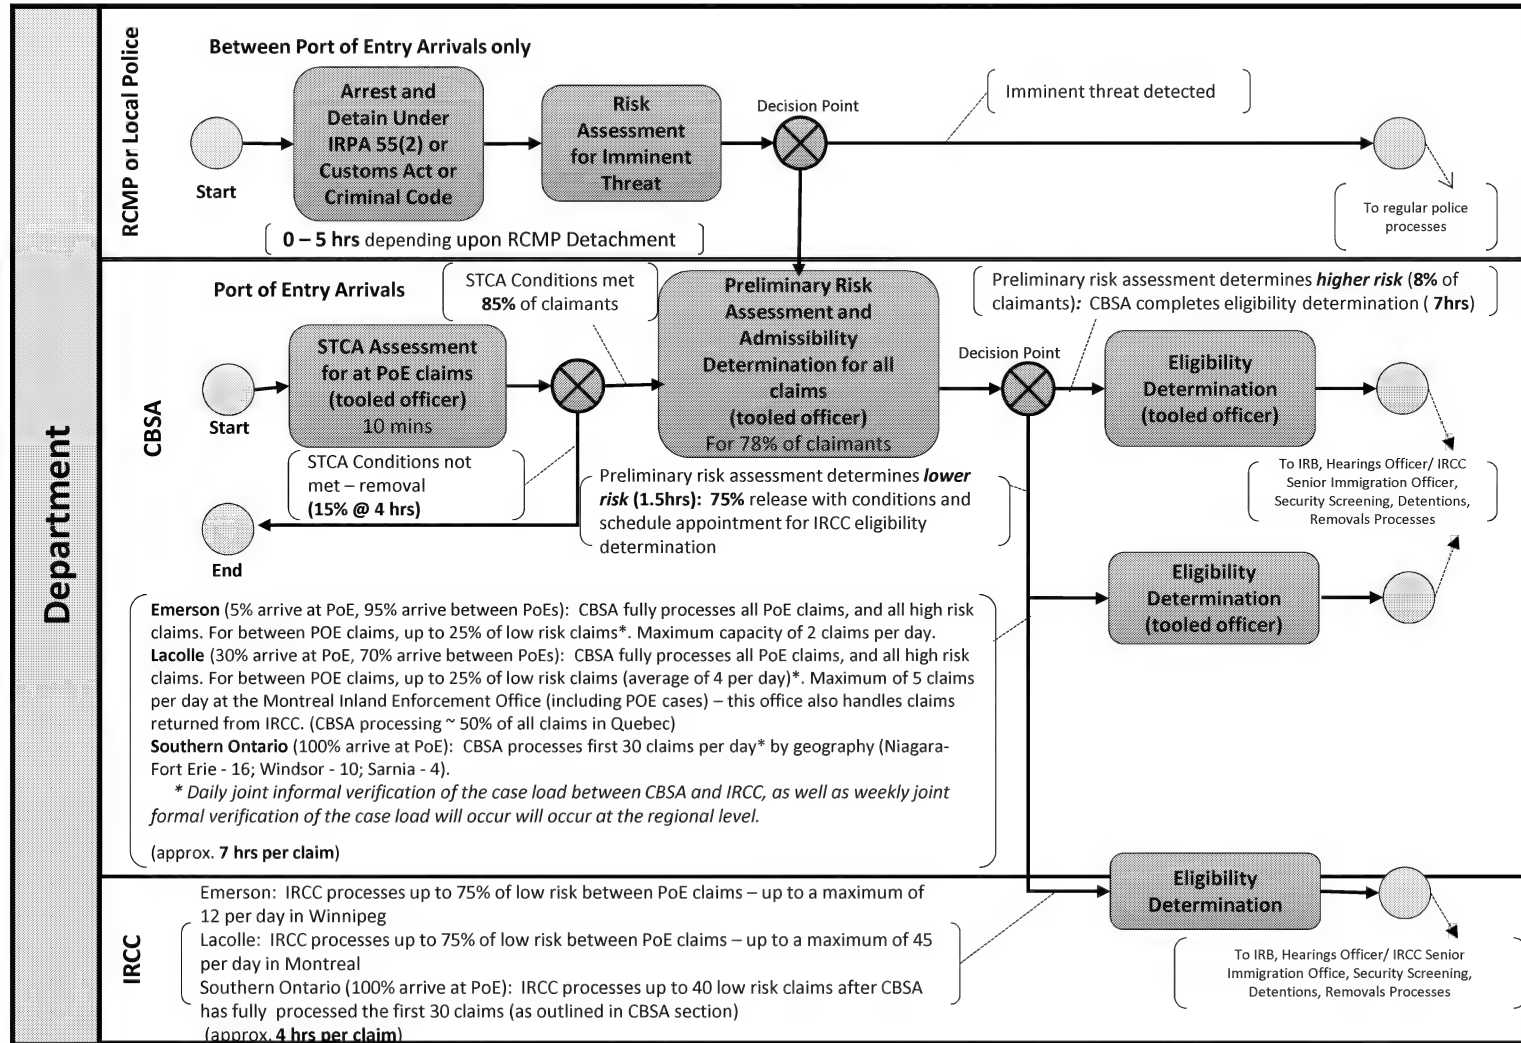 Department
RCMP or Local Police
Between Port of Entry Arrivals only
Start
Arrest and
Detain Under
IRPA 55(2) or
Customs Act or
Criminal Code
Risk
Assessment
for Imminent
Threat
Decision Point
Imminent threat detected
To regular police
processes
0 – 5 hrs depending upon RCMP Detachment
CBSA
Port of Entry Arrivals
Start
STCA Assessment
for at PoE claims
(tooled officer)
10 mins
STCA Conditions met
85% of claimants
STCA Conditions not
met – removal
(15% @ 4 hrs)
End
Preliminary Risk
Assessment and
Admissibility
Determination for all
claims
(tooled officer)
For 78% of claimants
Decision Point
Preliminary risk assessment determines higher risk (8% of
claimants): CBSA completes eligibility determination ( 7hrs)
Eligibility
Determination
(tooled officer)
To IRB, Hearings Officer/ IRCC
Senior Immigration Officer,
Security Screening, Detentions,
Removals Processes
Preliminary risk assessment determines lower
risk (1.5hrs): 75% release with conditions and
schedule appointment for IRCC eligibility
determination
Eligibility
Determination
(tooled officer)
Emerson (5% arrive at PoE, 95% arrive between PoEs): CBSA fully processes all PoE claims, and all high risk
claims. For between POE claims, up to 25% of low risk claims*. Maximum capacity of 2 claims per day.
Lacolle (30% arrive at PoE, 70% arrive between PoEs): CBSA fully processes all PoE claims, and all high risk
claims. For between POE claims, up to 25% of low risk claims (average of 4 per day)*. Maximum of 5 claims
per day at the Montreal Inland Enforcement Office (including POE cases) – this office also handles claims
returned from IRCC. (CBSA processing ~ 50% of all claims in Quebec)
Southern Ontario (100% arrive at PoE): CBSA processes first 30 claims per day* by geography (Niagara-
Fort Erie - 16; Windsor - 10; Sarnia - 4).
* Daily joint informal verification of the case load between CBSA and IRCC, as well as weekly joint
formal verification of the case load will occur will occur at the regional level.
(approx. 7 hrs per claim)
IRCC
Emerson: IRCC processes up to 75% of low risk between PoE claims – up to a maximum of
12 per day in Winnipeg
Lacolle: IRCC processes up to 75% of low risk between PoE claims – up to a maximum of 45
per day in Montreal
Southern Ontario (100% arrive at PoE): IRCC processes up to 40 low risk claims after CBSA
has fully processed the first 30 claims (as outlined in CBSA section)
(approx. 4 hrs per claim)
Eligibility
Determination
To IRB, Hearings Officer/ IRCC Senior
Immigration Office, Security Screening,
Detentions, Removals Processes